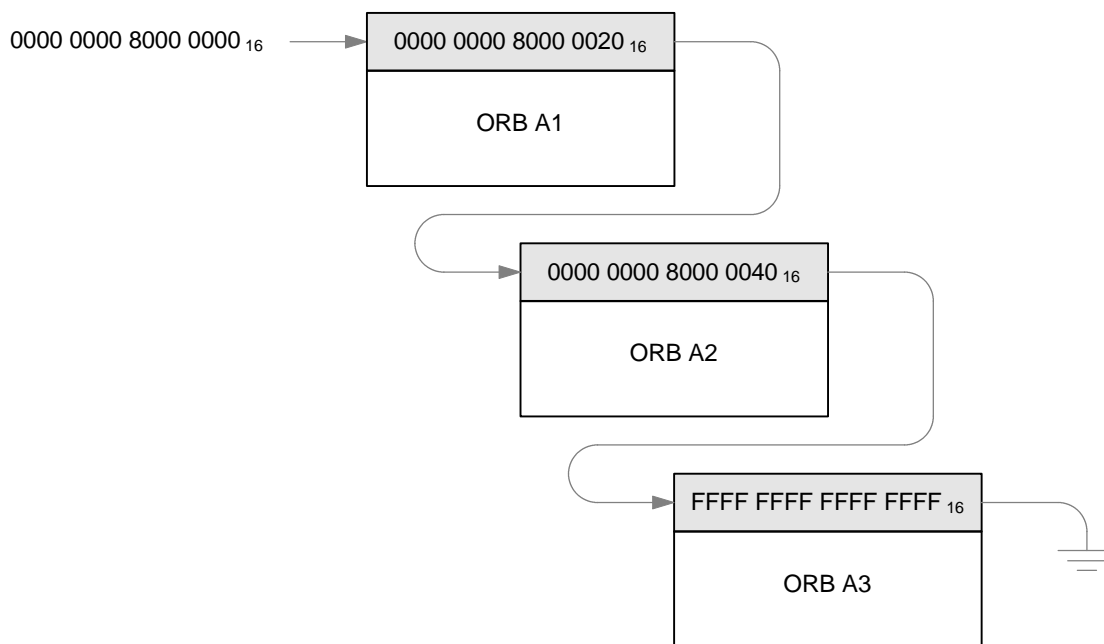 0000 0000 8000 0000 16
0000 0000 8000 0020 16
ORB A1
0000 0000 8000 0040 16
ORB A2
FFFF FFFF FFFF FFFF 16
ORB A3